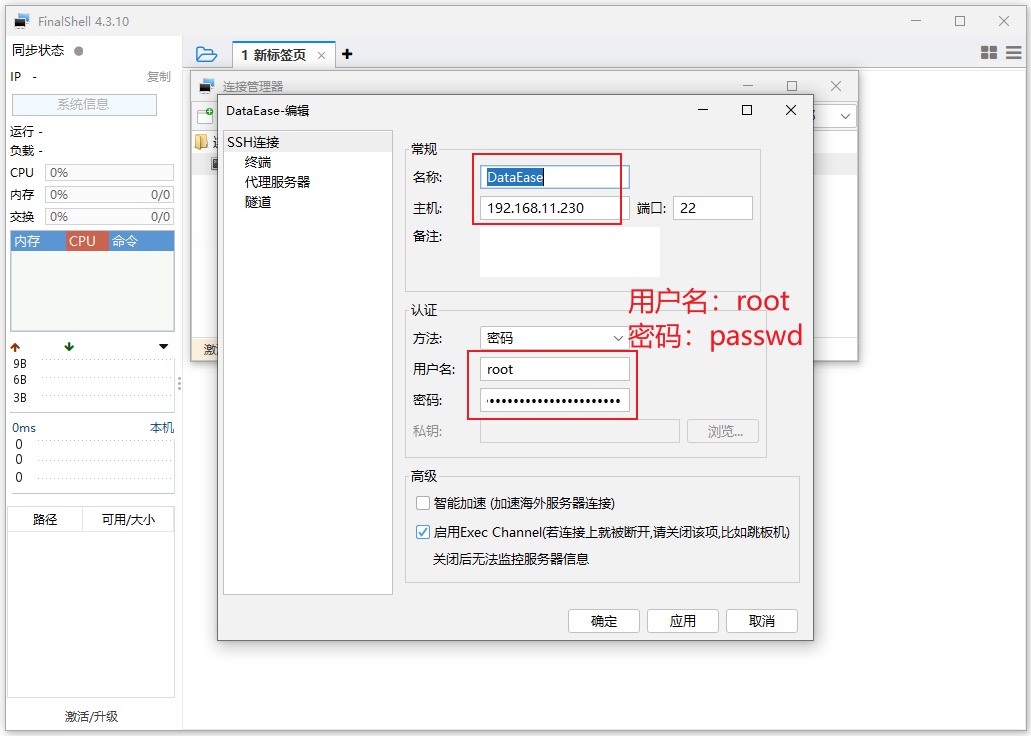 FinalShell 4.3.10
同步状态
IP - 复制
系统信息
运行 -
负载 -
CPU 0%
内存 0% 0/0
交换 0% 0/0
内存 CPU 命令
9B
6B
3B
0ms 本机
0
0
0
路径 可用/大小
激活/升级
1 新标签页
连接管理器
DataEase-编辑
SSH连接
终端
代理服务器
隧道
常规
名称: DataEase
主机: 192.168.11.230 端口: 22
备注:
用户名：root
密码：passwd
认证
方法: 密码
用户名: root
密码: ••••••••••••••••••••••
私钥: 浏览...
高级
智能加速 (加速海外服务器连接)
启用Exec Channel(若连接上就被断开,请关闭该项,比如跳板机)
关闭后无法监控服务器信息
确定 应用 取消